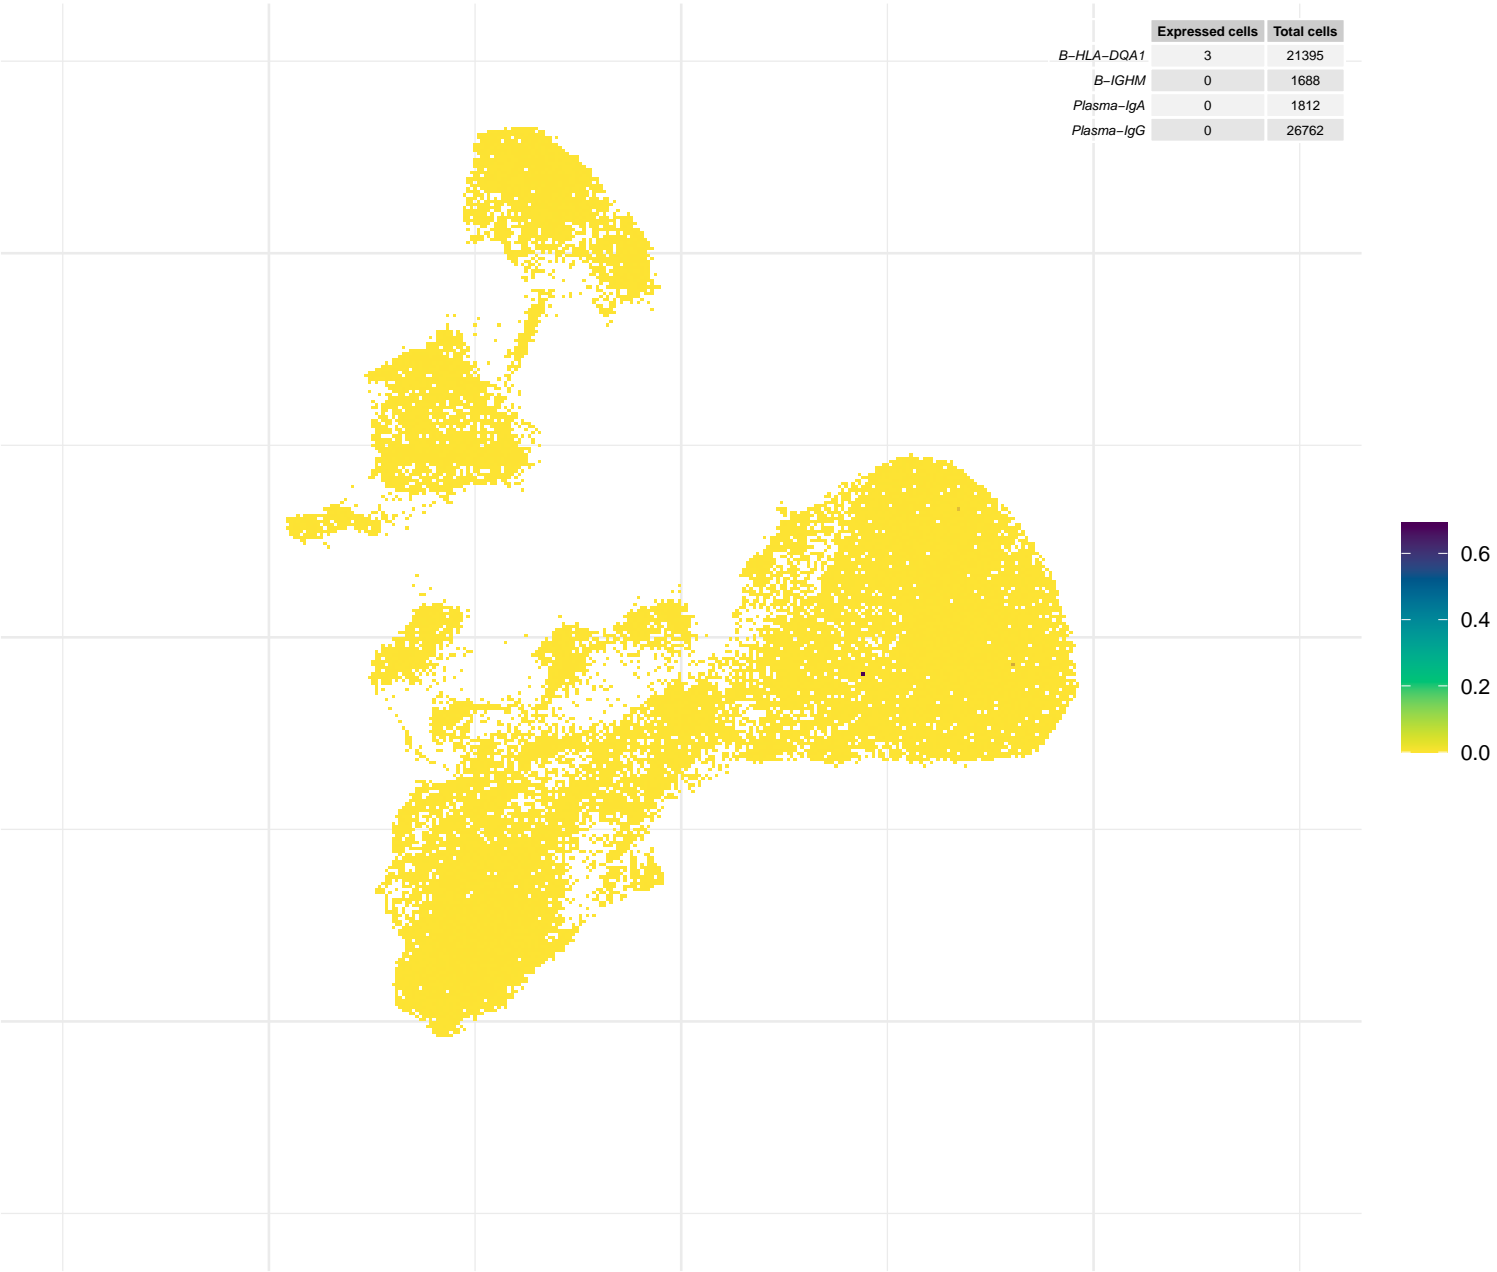 Expressed cells Total cells
B−HLA−DQA1 3 21395
B−IGHM 0 1688
Plasma−IgA 0 1812
Plasma−IgG 0 26762
0.6
0.4
0.2
0.0